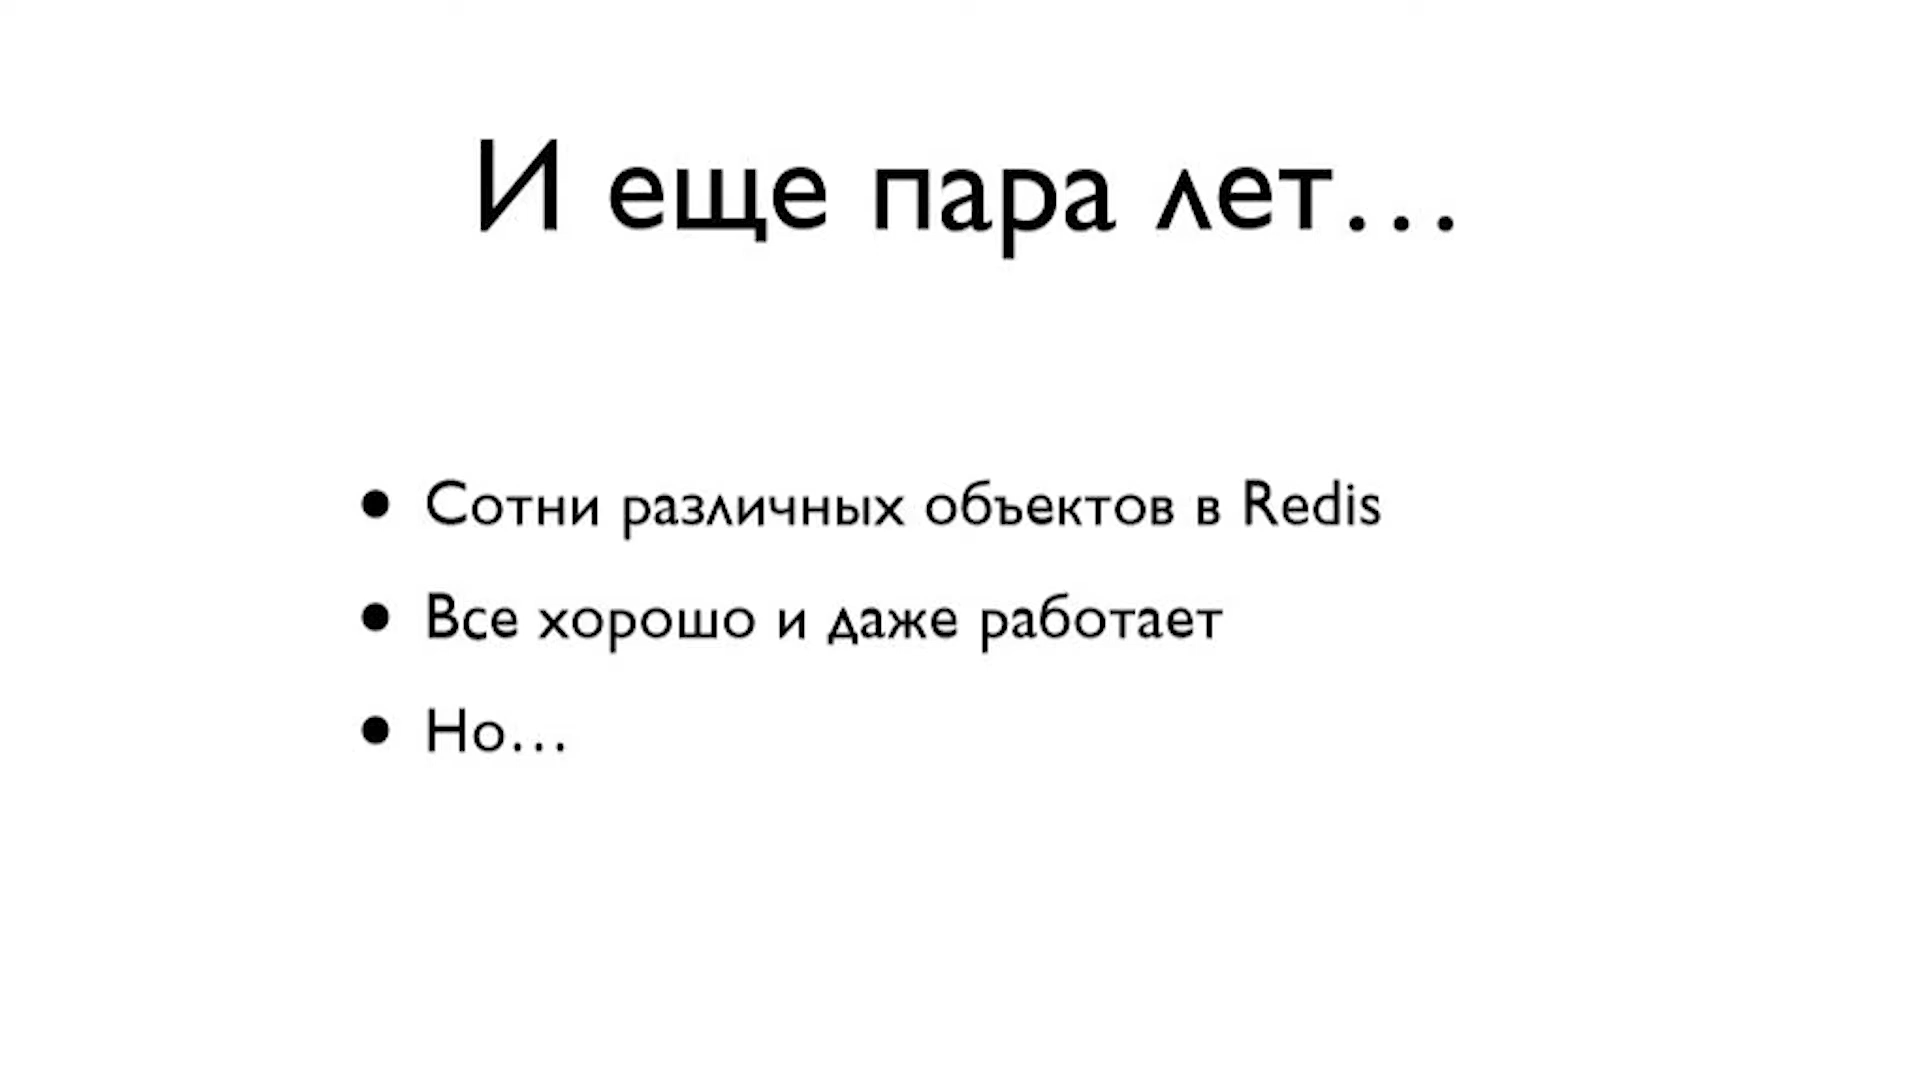 И еще пара лет…
• Сотни различных объектов в Redis
• Все хорошо и даже работает
• Но…